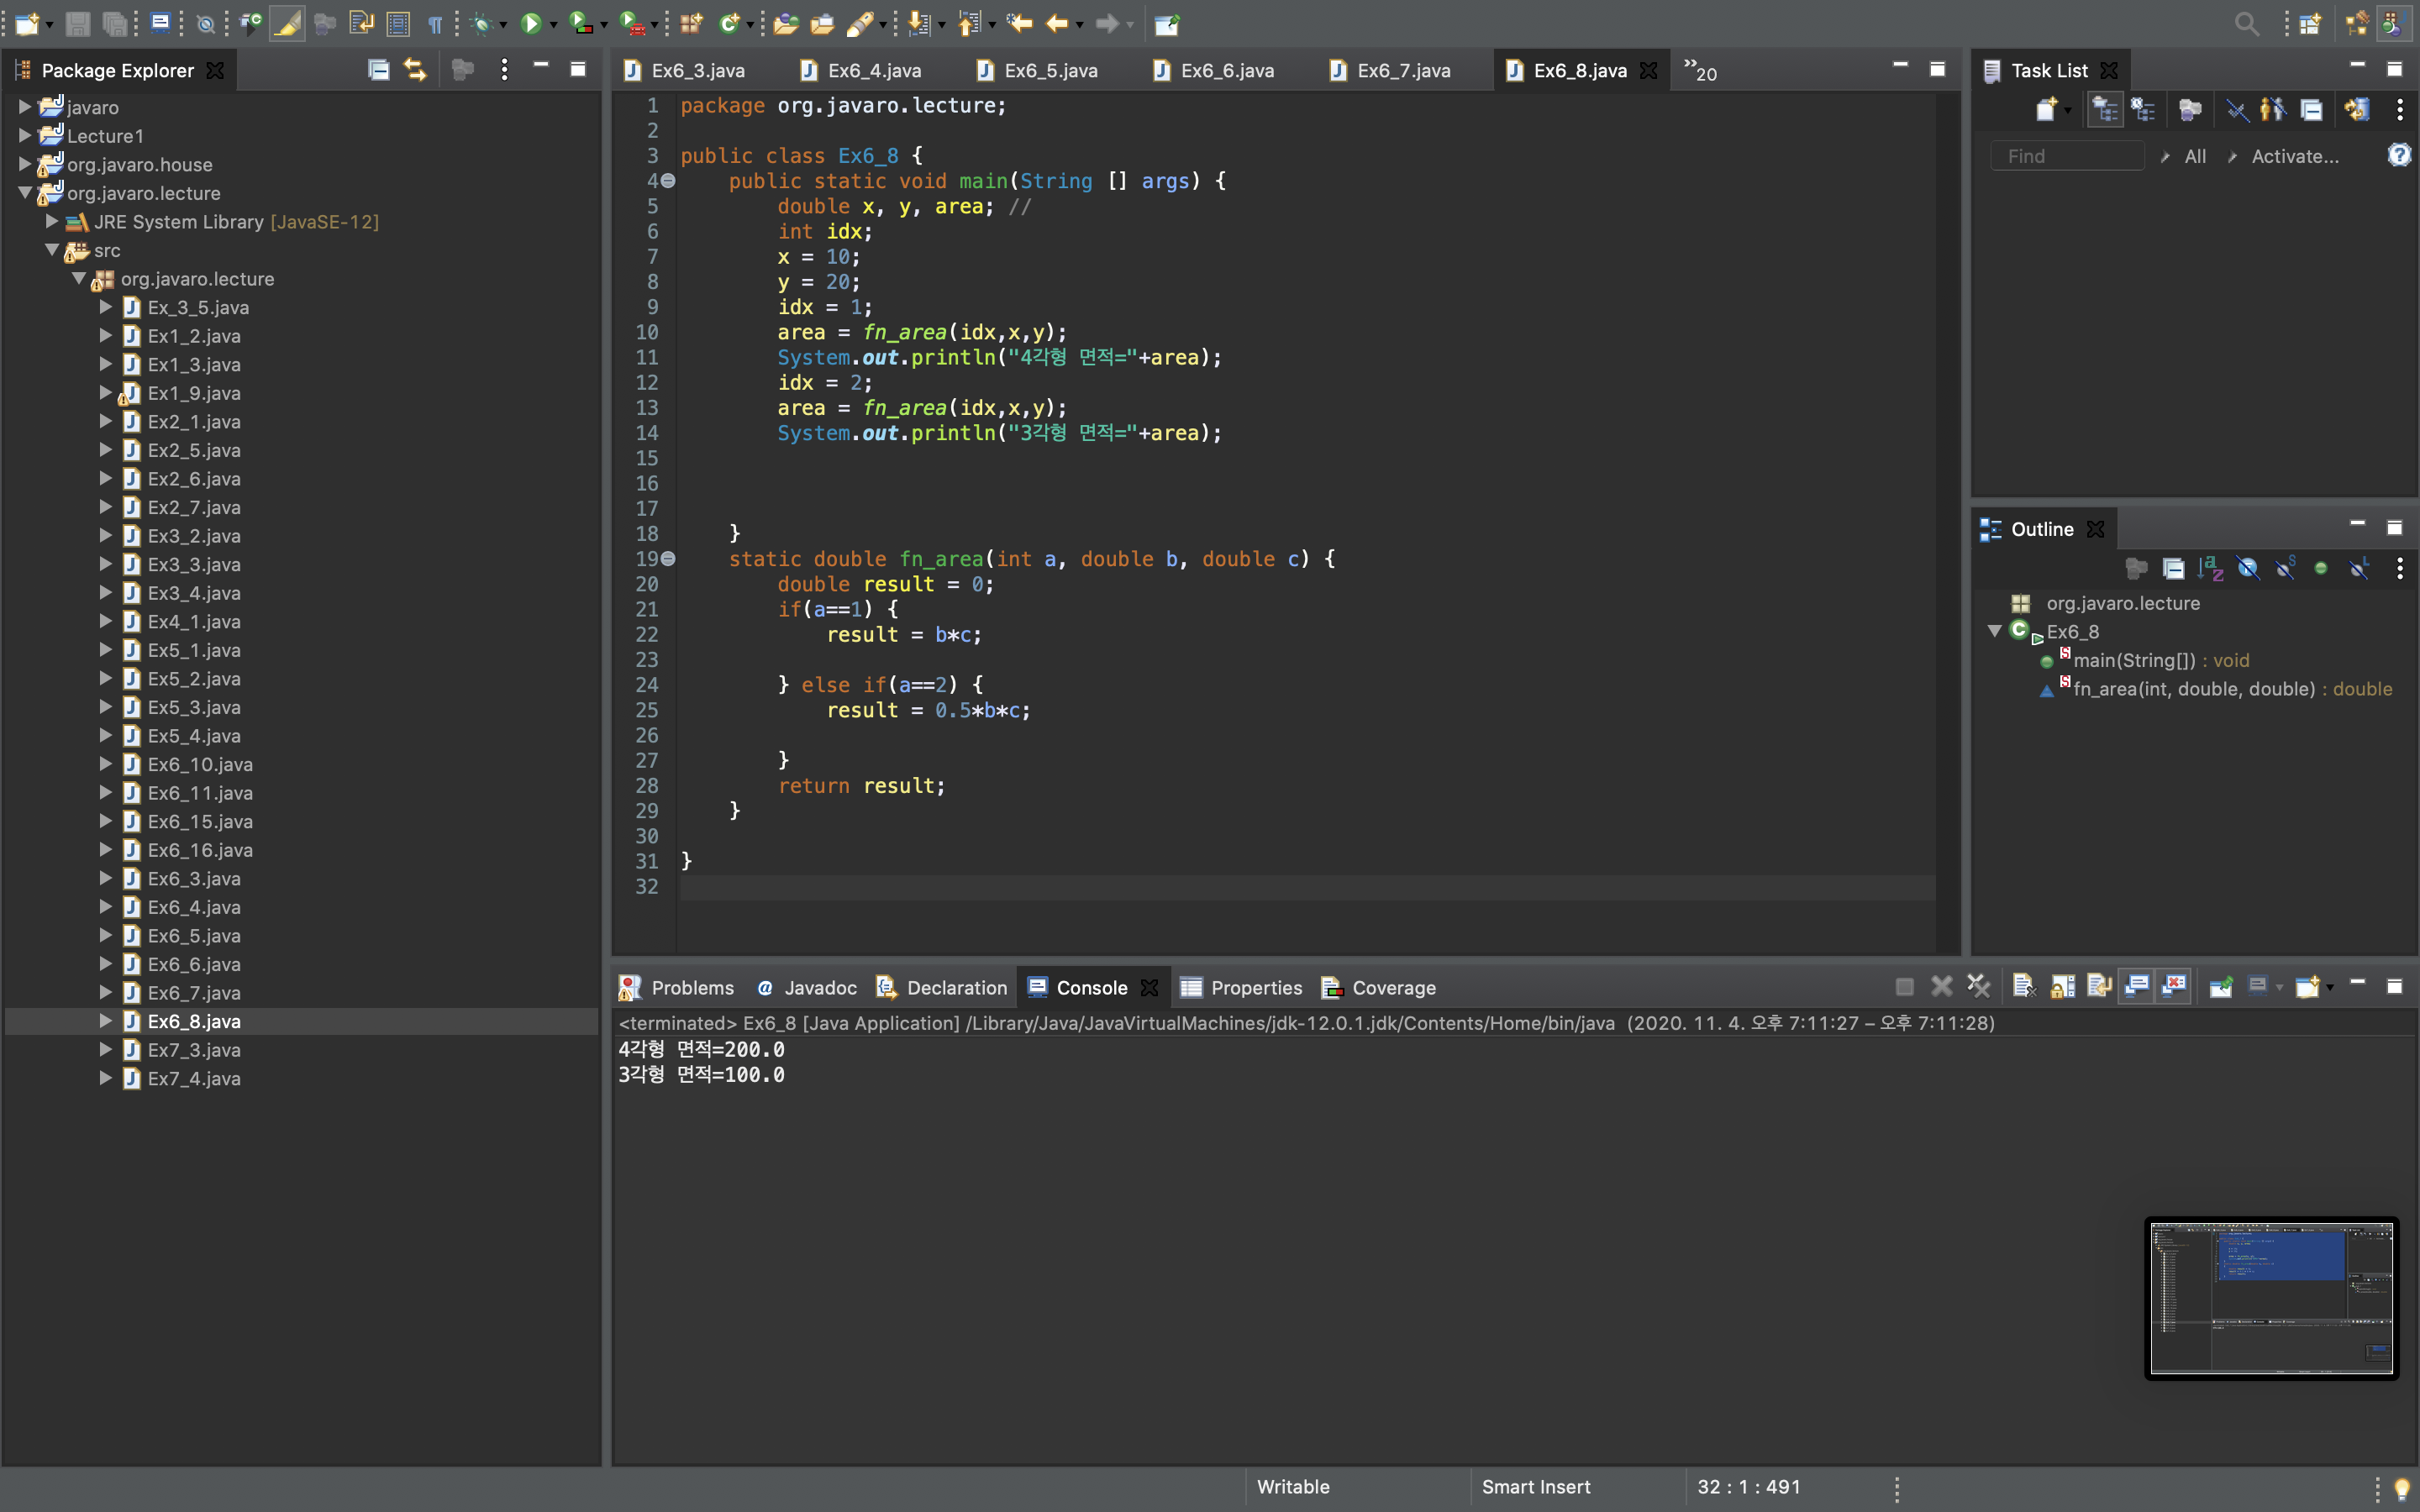 Package Explorer
javaro
Lecture1
org.javaro.house
org.javaro.lecture
JRE System Library [JavaSE-12]
src
org.javaro.lecture
Ex_3_5.java
Ex1_2.java
Ex1_3.java
Ex1_9.java
Ex2_1.java
Ex2_5.java
Ex2_6.java
Ex2_7.java
Ex3_2.java
Ex3_3.java
Ex3_4.java
Ex4_1.java
Ex5_1.java
Ex5_2.java
Ex5_3.java
Ex5_4.java
Ex6_10.java
Ex6_11.java
Ex6_15.java
Ex6_16.java
Ex6_3.java
Ex6_4.java
Ex6_5.java
Ex6_6.java
Ex6_7.java
Ex6_8.java
Ex7_3.java
Ex7_4.java
Ex6_3.java Ex6_4.java Ex6_5.java Ex6_6.java Ex6_7.java Ex6_8.java »20
1 package org.javaro.lecture;
2
3 public class Ex6_8 {
4 public static void main(String [] args) {
5 double x, y, area; //
6 int idx;
7 x = 10;
8 y = 20;
9 idx = 1;
10 area = fn_area(idx,x,y);
11 System.out.println("4각형 면적="+area);
12 idx = 2;
13 area = fn_area(idx,x,y);
14 System.out.println("3각형 면적="+area);
15
16
17
18 }
19 static double fn_area(int a, double b, double c) {
20 double result = 0;
21 if(a==1) {
22 result = b*c;
23
24 } else if(a==2) {
25 result = 0.5*b*c;
26
27 }
28 return result;
29 }
30
31 }
32
Task List
Find All Activate...
Outline
org.javaro.lecture
Ex6_8
main(String[]) : void
fn_area(int, double, double) : double
Problems Javadoc Declaration Console Properties Coverage
<terminated> Ex6_8 [Java Application] /Library/Java/JavaVirtualMachines/jdk-12.0.1.jdk/Contents/Home/bin/java (2020. 11. 4. 오후 7:11:27 – 오후 7:11:28)
4각형 면적=200.0
3각형 면적=100.0
Writable Smart Insert 32 : 1 : 491